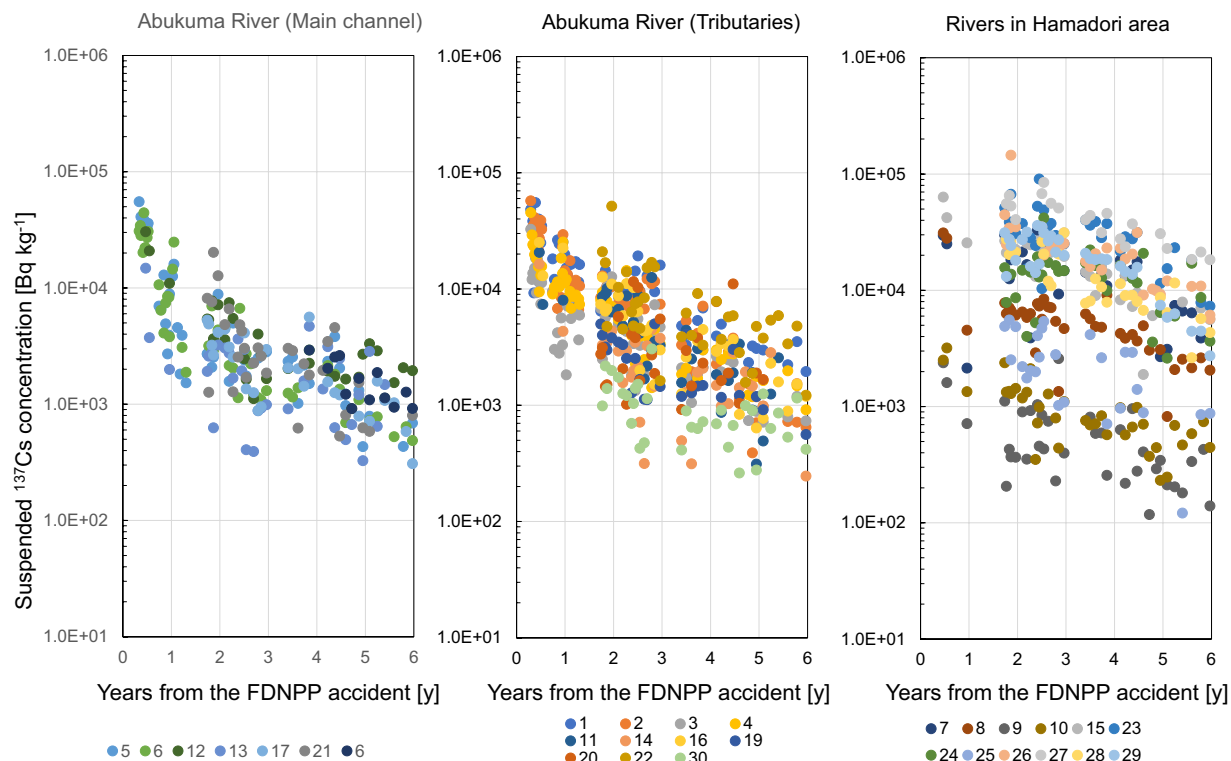 Abukuma River (Main channel)
Abukuma River (Tributaries)
Rivers in Hamadori area
Suspended ¹³⁷Cs concentration [Bq kg⁻¹]
1.0E+06
1.0E+05
1.0E+04
1.0E+03
1.0E+02
1.0E+01
0 1 2 3 4 5 6
Years from the FDNPP accident [y]
5 6 12 13 17 21 6
1.0E+06
1.0E+05
1.0E+04
1.0E+03
1.0E+02
1.0E+01
0 1 2 3 4 5 6
Years from the FDNPP accident [y]
1 2 3 4
11 14 16 19
20 22 30
1.0E+06
1.0E+05
1.0E+04
1.0E+03
1.0E+02
1.0E+01
0 1 2 3 4 5 6
Years from the FDNPP accident [y]
7 8 9 10 15 23
24 25 26 27 28 29